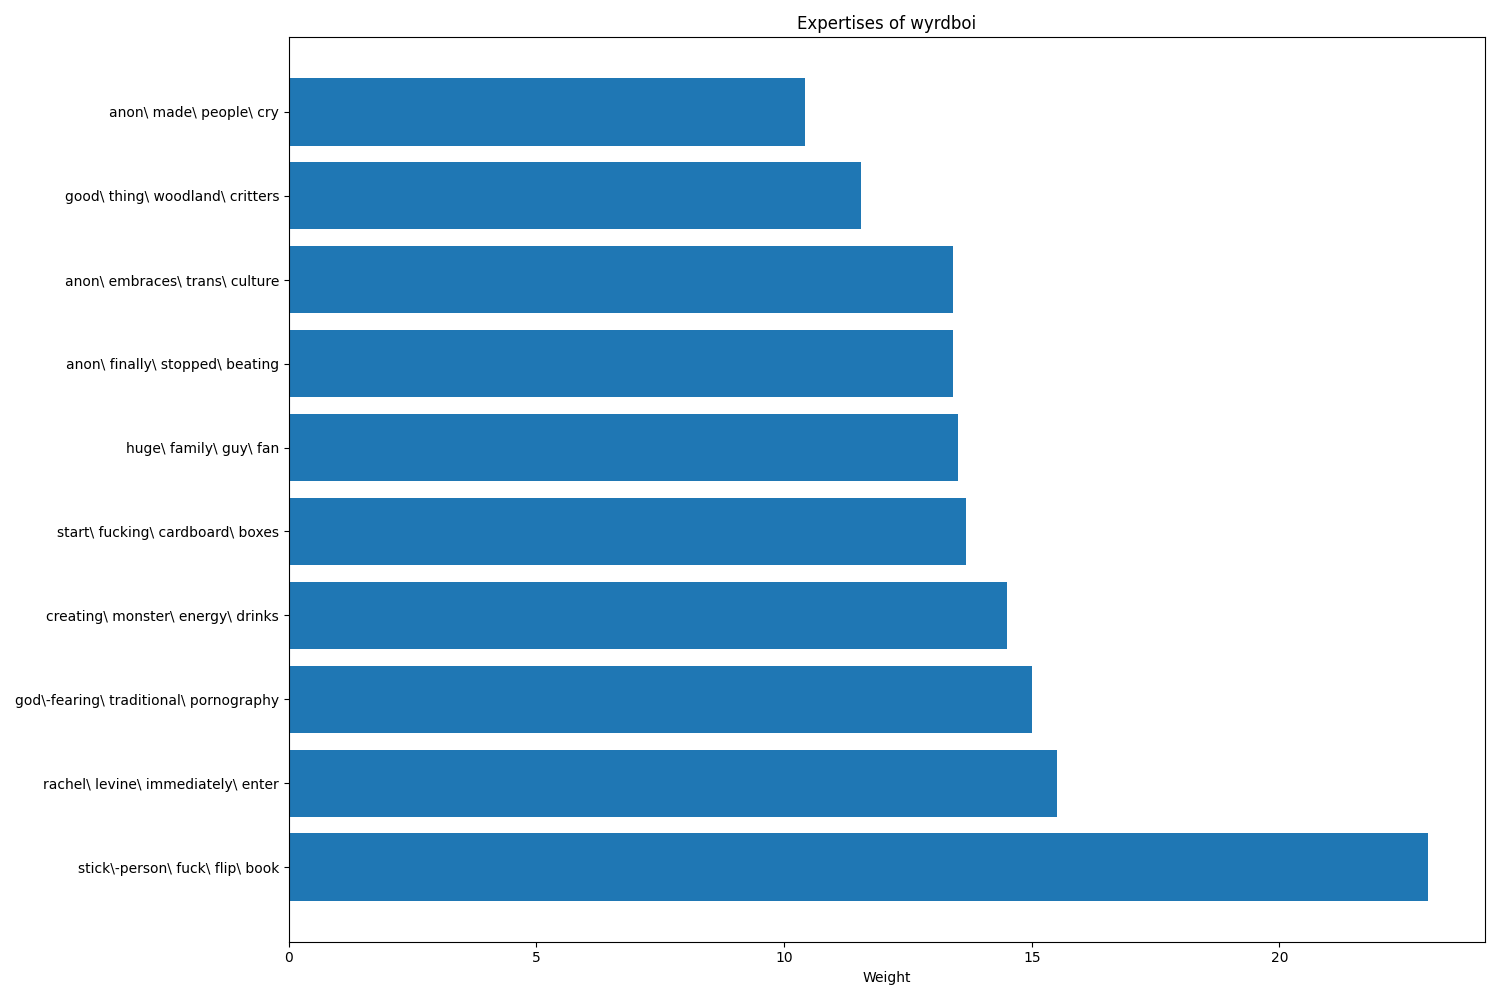 Expertises of wyrdboi
anon\ made\ people\ cry
good\ thing\ woodland\ critters
anon\ embraces\ trans\ culture
anon\ finally\ stopped\ beating
huge\ family\ guy\ fan
start\ fucking\ cardboard\ boxes
creating\ monster\ energy\ drinks
god\-fearing\ traditional\ pornography
rachel\ levine\ immediately\ enter
stick\-person\ fuck\ flip\ book
0 5 10 15 20
Weight